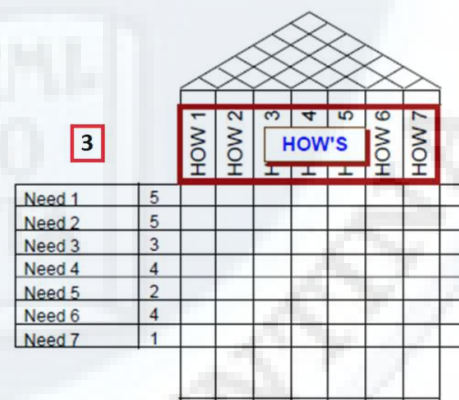 3
HOW 1
HOW 2
3
4
5
HOW 6
HOW 7
HOW'S
Need 1 5
Need 2 5
Need 3 3
Need 4 4
Need 5 2
Need 6 4
Need 7 1